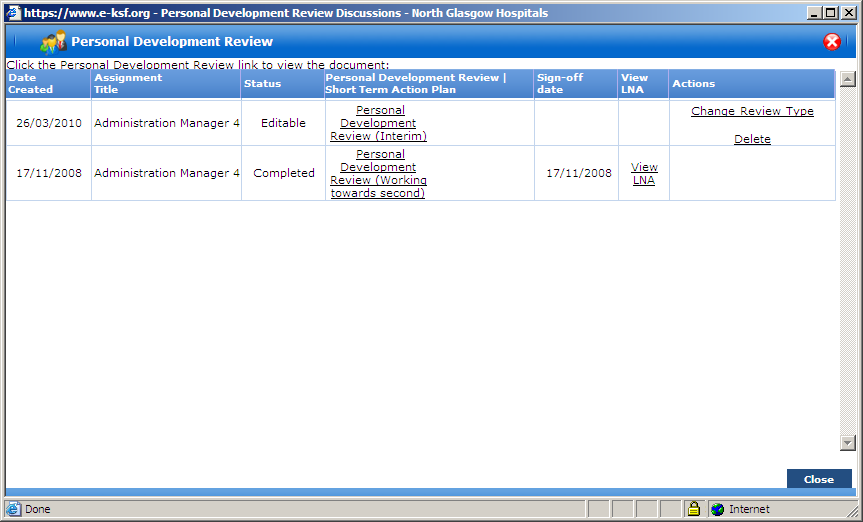 https://www.e-ksf.org - Personal Development Review Discussions - North Glasgow Hospitals
Personal Development Review
Click the Personal Development Review link to view the document:
Date Created
Assignment Title
Status
Personal Development Review | Short Term Action Plan
Sign-off date
View LNA
Actions
26/03/2010
Administration Manager 4
Editable
Personal
Development
Review (Interim)
Change Review Type
Delete
17/11/2008
Administration Manager 4
Completed
Personal
Development
Review (Working
towards second)
17/11/2008
View
LNA
Close
Done
Internet